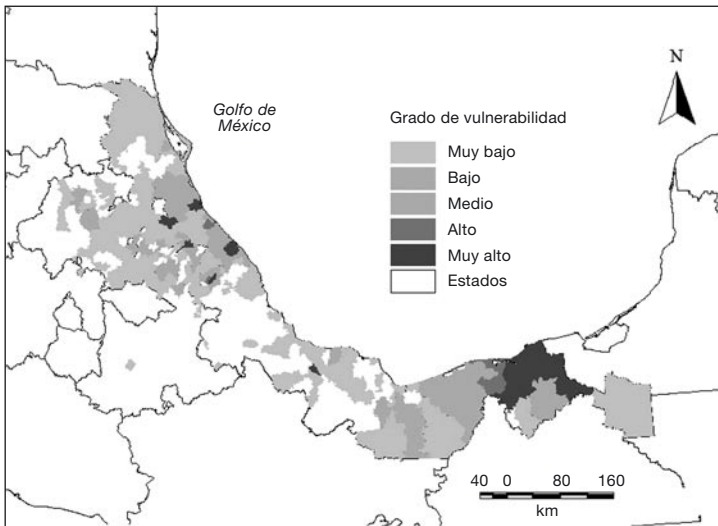 N
Golfo de
México
Grado de vulnerabilidad
Muy bajo
Bajo
Medio
Alto
Muy alto
Estados
40 0 80 160
km